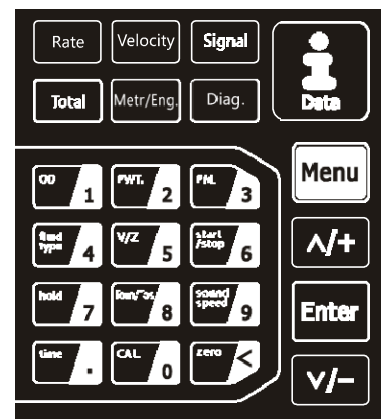 Rate Velocity Signal
Data
Total Metr/Eng. Diag.
Menu
OD 1 PWT. 2 PM. 3
fluid type 4 V/Z 5 start /stop 6
∧/+
hold 7 8 sound speed 9
Enter
time . CAL 0 zero <
∨/−